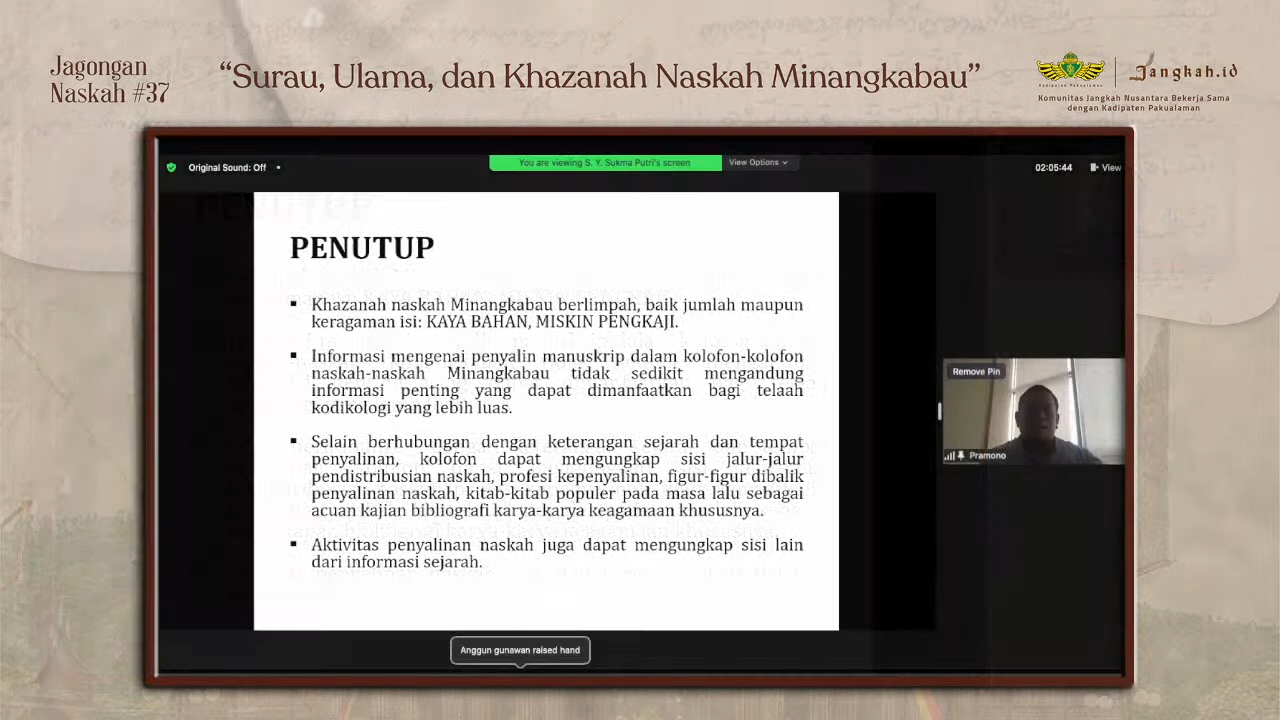 Jagongan
Naskah #37
“Surau, Ulama, dan Khazanah Naskah Minangkabau”
Kadipaten Pakualaman
Jangkah.id
Komunitas Jangkah Nusantara Bekerja Sama
dengan Kadipaten Pakualaman
Original Sound: Off
You are viewing S. Y. Sukma Putri's screen
View Options
02:05:44
View
PENUTUP
▪ Khazanah naskah Minangkabau berlimpah, baik jumlah maupun
keragaman isi: KAYA BAHAN, MISKIN PENGKAJI.
▪ Informasi mengenai penyalin manuskrip dalam kolofon-kolofon
naskah-naskah Minangkabau tidak sedikit mengandung
informasi penting yang dapat dimanfaatkan bagi telaah
kodikologi yang lebih luas.
▪ Selain berhubungan dengan keterangan sejarah dan tempat
penyalinan, kolofon dapat mengungkap sisi jalur-jalur
pendistribusian naskah, profesi kepenyalinan, figur-figur dibalik
penyalinan naskah, kitab-kitab populer pada masa lalu sebagai
acuan kajian bibliografi karya-karya keagamaan khususnya.
▪ Aktivitas penyalinan naskah juga dapat mengungkap sisi lain
dari informasi sejarah.
Remove Pin
Pramono
Anggun gunawan raised hand